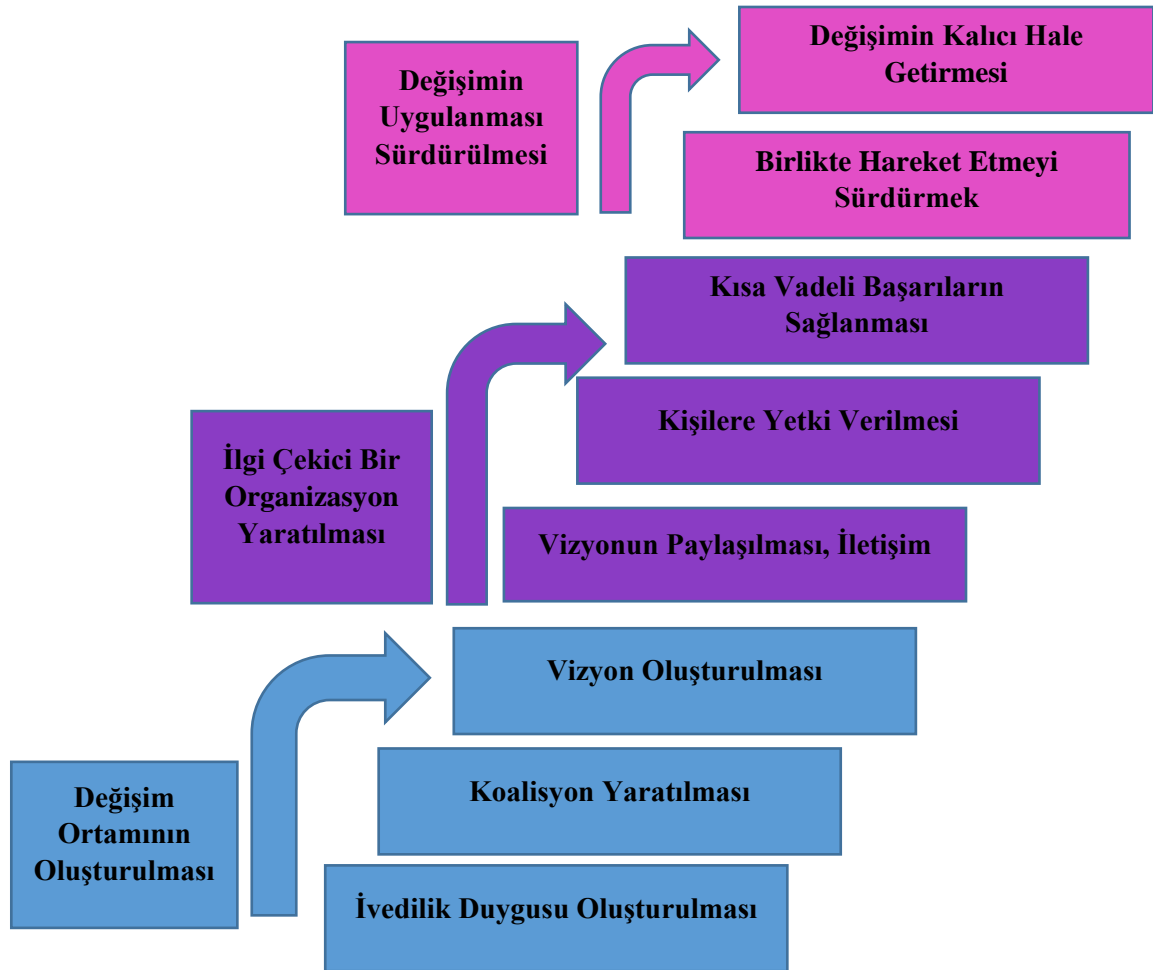 Değişimin Kalıcı Hale
Getirmesi
Değişimin
Uygulanması
Sürdürülmesi
Birlikte Hareket Etmeyi
Sürdürmek
Kısa Vadeli Başarıların
Sağlanması
Kişilere Yetki Verilmesi
İlgi Çekici Bir
Organizasyon
Yaratılması
Vizyonun Paylaşılması, İletişim
Vizyon Oluşturulması
Koalisyon Yaratılması
Değişim
Ortamının
Oluşturulması
İvedilik Duygusu Oluşturulması